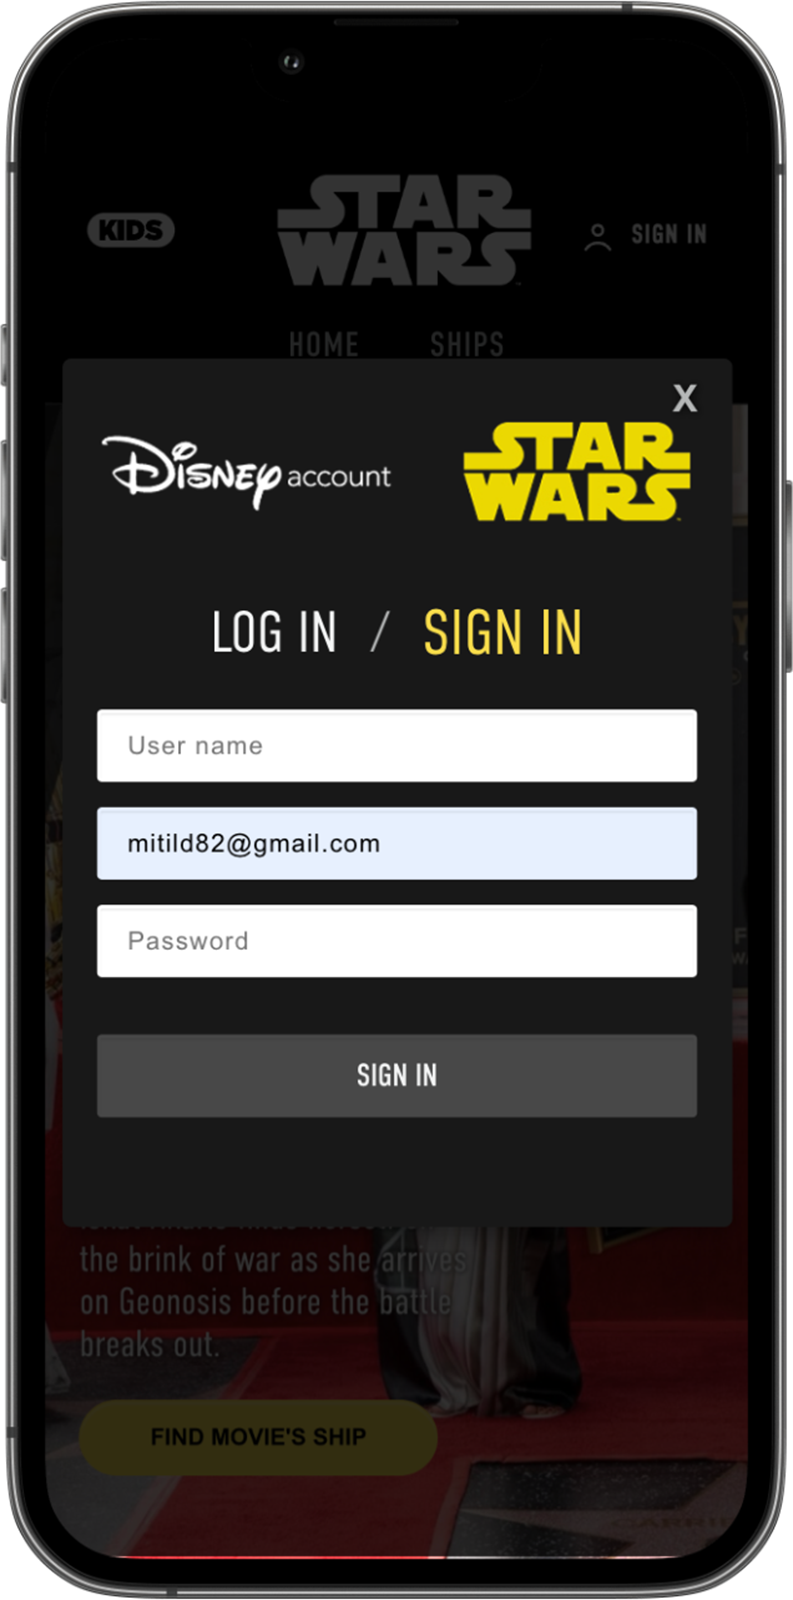 KIDS
STAR
WARS
SIGN IN
HOME SHIPS
X
Disney account
STAR
WARS
LOG IN / SIGN IN
User name
mitild82@gmail.com
Password
SIGN IN
the brink of war as she arrives
on Geonosis before the battle
breaks out.
FIND MOVIE'S SHIP